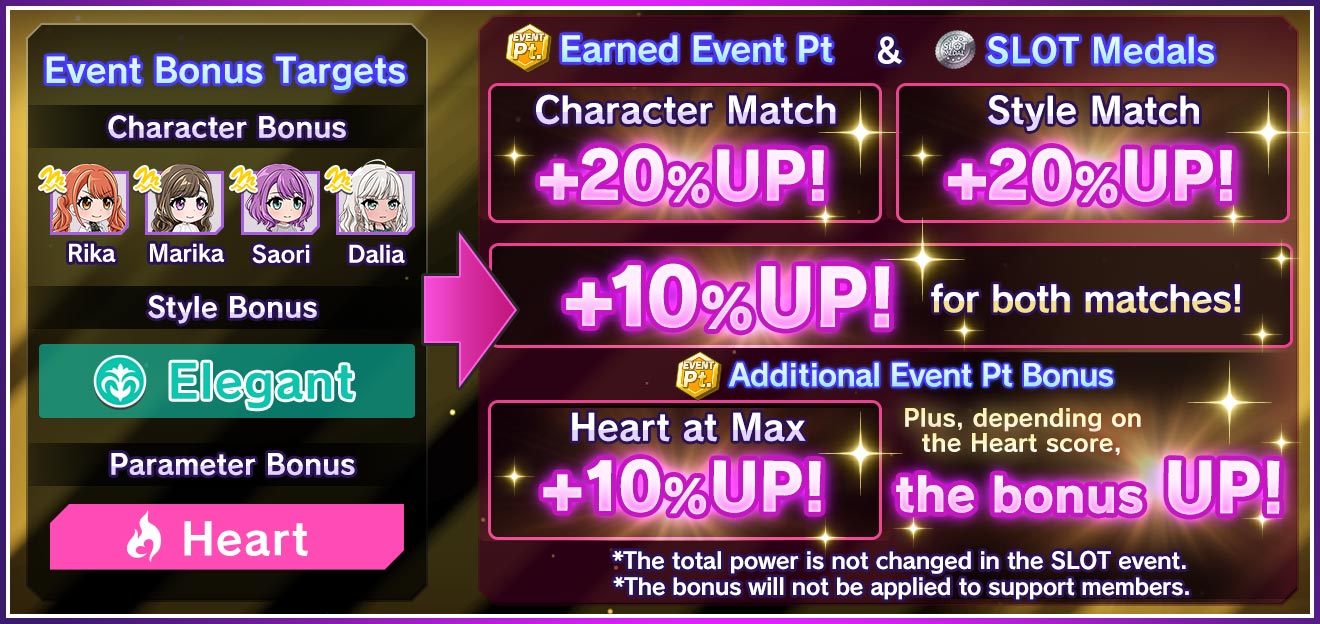 Event Bonus Targets
Character Bonus
Rika
Marika
Saori
Dalia
Style Bonus
Elegant
Parameter Bonus
Heart
EVENT
Pt.
Earned Event Pt
&
SLOT
MEDAL
SLOT Medals
Character Match
+20%UP!
Style Match
+20%UP!
+10%UP!
for both matches!
EVENT
Pt.
Additional Event Pt Bonus
Heart at Max
+10%UP!
Plus, depending on
the Heart score,
the bonus UP!
*The total power is not changed in the SLOT event.
*The bonus will not be applied to support members.